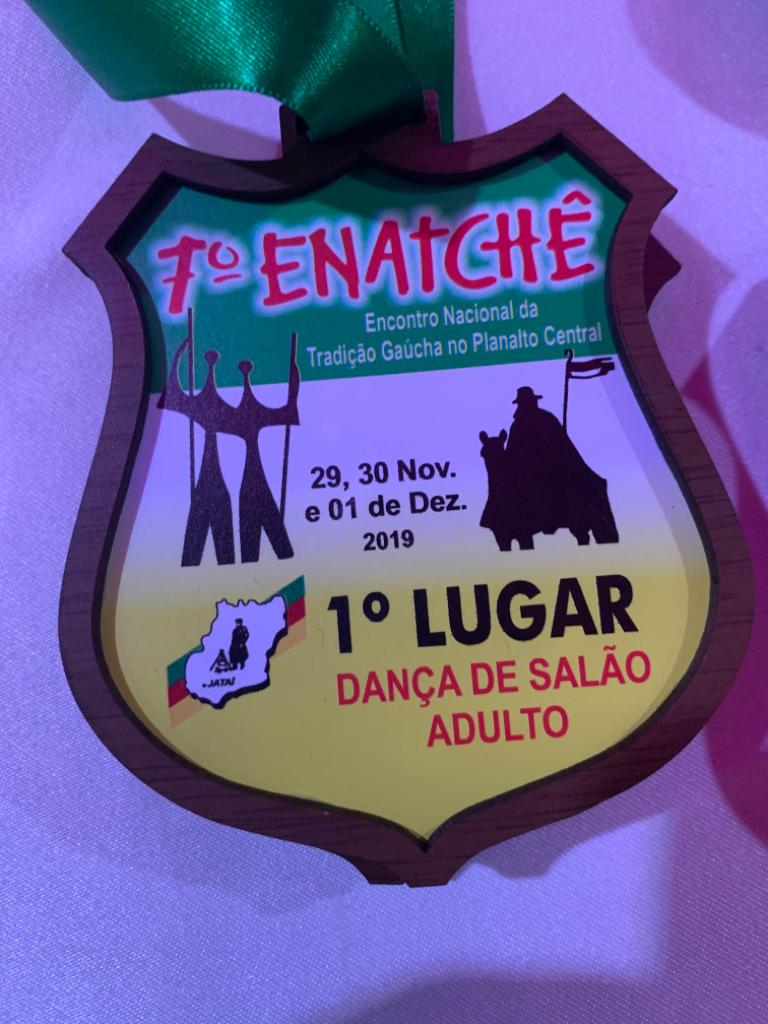 7º ENATCHÊ
Encontro Nacional da
Tradição Gaúcha no Planalto Central
29, 30 Nov.
e 01 de Dez.
2019
1º LUGAR
DANÇA DE SALÃO
ADULTO
JATAÍ